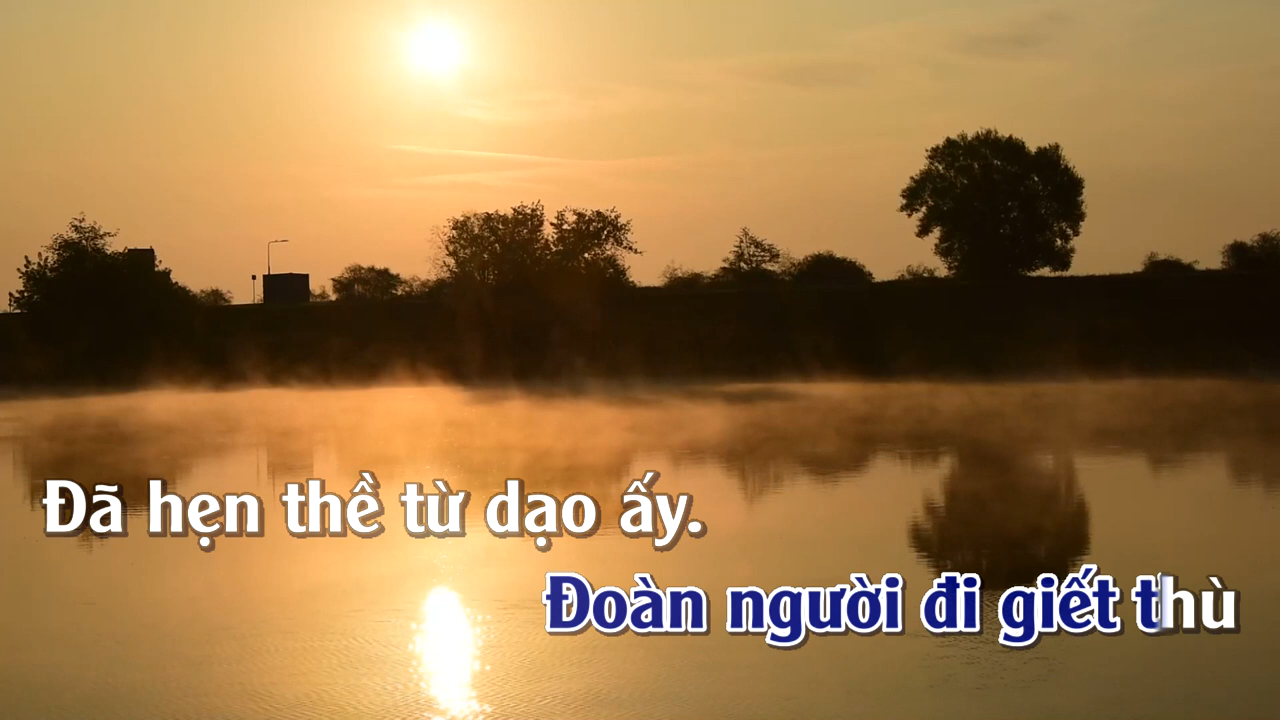 Đã hẹn thề từ dạo ấy.
Đoàn người đi giết thù